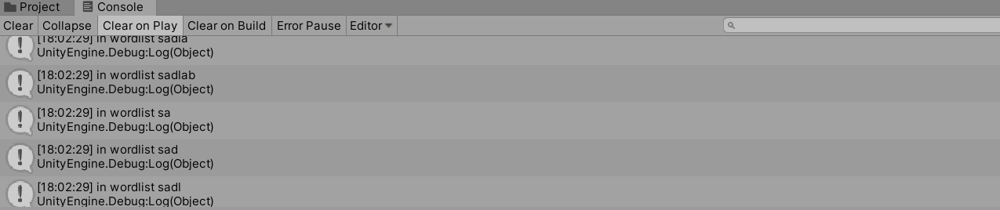 Project
Console
Clear
Collapse
Clear on Play
Clear on Build
Error Pause
Editor
[18:02:29] in wordlist sadla
UnityEngine.Debug:Log(Object)
[18:02:29] in wordlist sadlab
UnityEngine.Debug:Log(Object)
[18:02:29] in wordlist sa
UnityEngine.Debug:Log(Object)
[18:02:29] in wordlist sad
UnityEngine.Debug:Log(Object)
[18:02:29] in wordlist sadl
UnityEngine.Debug:Log(Object)